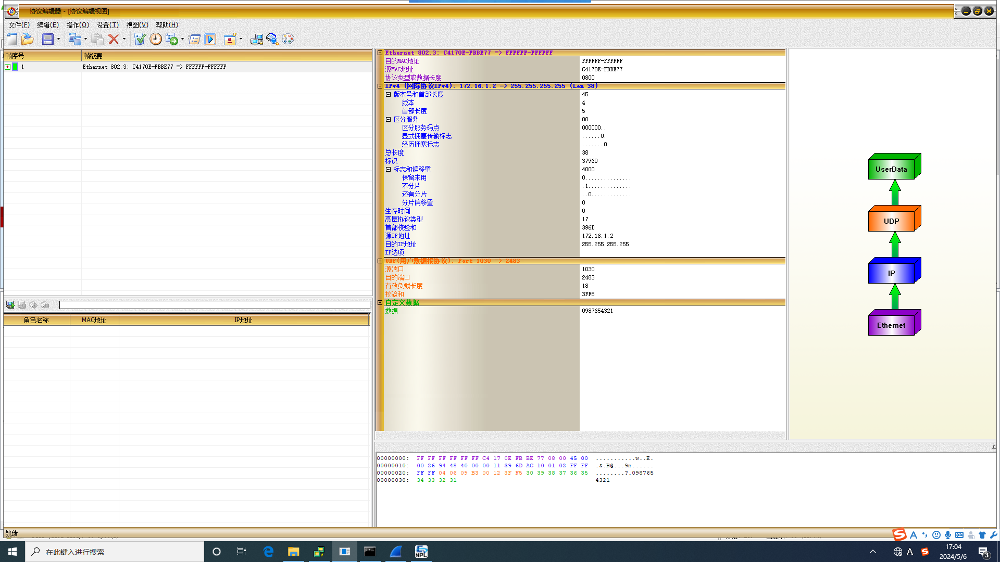 协议编辑器 - [协议编辑视图]
文件(F) 编辑(E) 操作(O) 设置(T) 视图(V) 帮助(H)
帧序号 帧概要
1 Ethernet 802.3: C4170E-FBBE77 => FFFFFF-FFFFFF
角色名称 MAC地址 IP地址
Ethernet 802.3: C4170E-FBBE77 => FFFFFF-FFFFFF
目的MAC地址 FFFFFF-FFFFFF
源MAC地址 C4170E-FBBE77
协议类型或数据长度 0800
IPv4 (网际协议IPv4): 172.16.1.2 => 255.255.255.255 (Len 38)
版本号和首部长度 45
版本 4
首部长度 5
区分服务 00
区分服务码点 000000..
显式拥塞传输标志 ......0.
经历拥塞标志 .......0
总长度 38
标识 37960
标志和偏移量 4000
保留未用 0...............
不分片 .1..............
还有分片 ..0.............
分片偏移量 0
生存时间 0
高层协议类型 17
首部校验和 396D
源IP地址 172.16.1.2
目的IP地址 255.255.255.255
IP选项
UDP(用户数据报协议): Port 1030 => 2483
源端口 1030
目的端口 2483
有效负载长度 18
校验和 3FF5
自定义数据
数据 0987654321
UserData
UDP
IP
Ethernet
00000000: FF FF FF FF FF FF C4 17 0E FB BE 77 08 00 45 00 ...........w..E.
00000010: 00 26 94 48 40 00 00 11 39 6D AC 10 01 02 FF FF .&.H@...9m......
00000020: FF FF 04 06 09 B3 00 12 3F F5 30 39 38 37 36 35 ........?.098765
00000030: 34 33 32 31 4321
就绪
在此键入进行搜索
NPL
A
17:04
2024/5/6
3